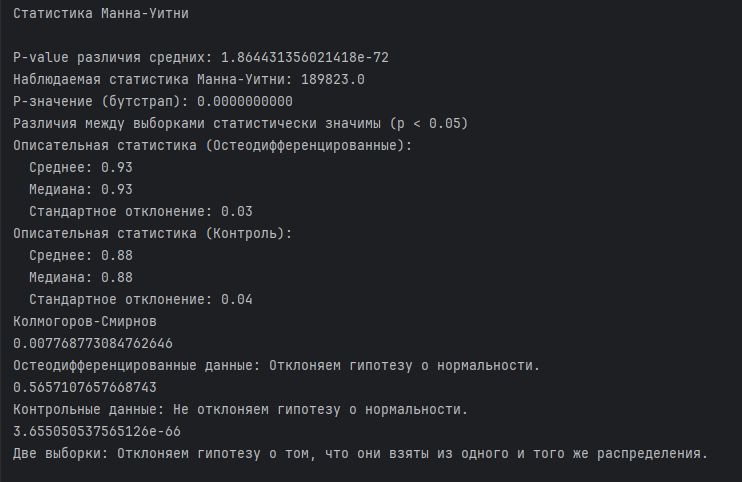 Статистика Манна-Уитни
P-value различия средних: 1.864431356021418e-72
Наблюдаемая статистика Манна-Уитни: 189823.0
P-значение (бутстрап): 0.0000000000
Различия между выборками статистически значимы (p < 0.05)
Описательная статистика (Остеодифференцированные):
  Среднее: 0.93
  Медиана: 0.93
  Стандартное отклонение: 0.03
Описательная статистика (Контроль):
  Среднее: 0.88
  Медиана: 0.88
  Стандартное отклонение: 0.04
Колмогоров-Смирнов
0.007768773084762646
Остеодифференцированные данные: Отклоняем гипотезу о нормальности.
0.5657107657668743
Контрольные данные: Не отклоняем гипотезу о нормальности.
3.655050537565126e-66
Две выборки: Отклоняем гипотезу о том, что они взяты из одного и того же распределения.